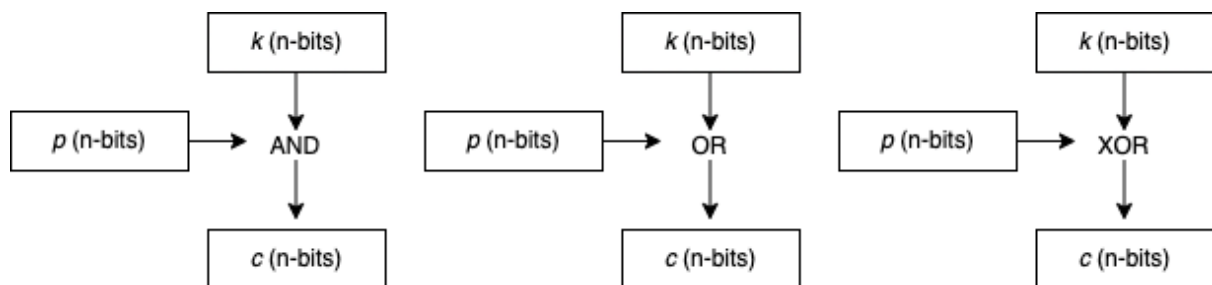 k (n-bits)
p (n-bits)
AND
c (n-bits)
k (n-bits)
p (n-bits)
OR
c (n-bits)
k (n-bits)
p (n-bits)
XOR
c (n-bits)